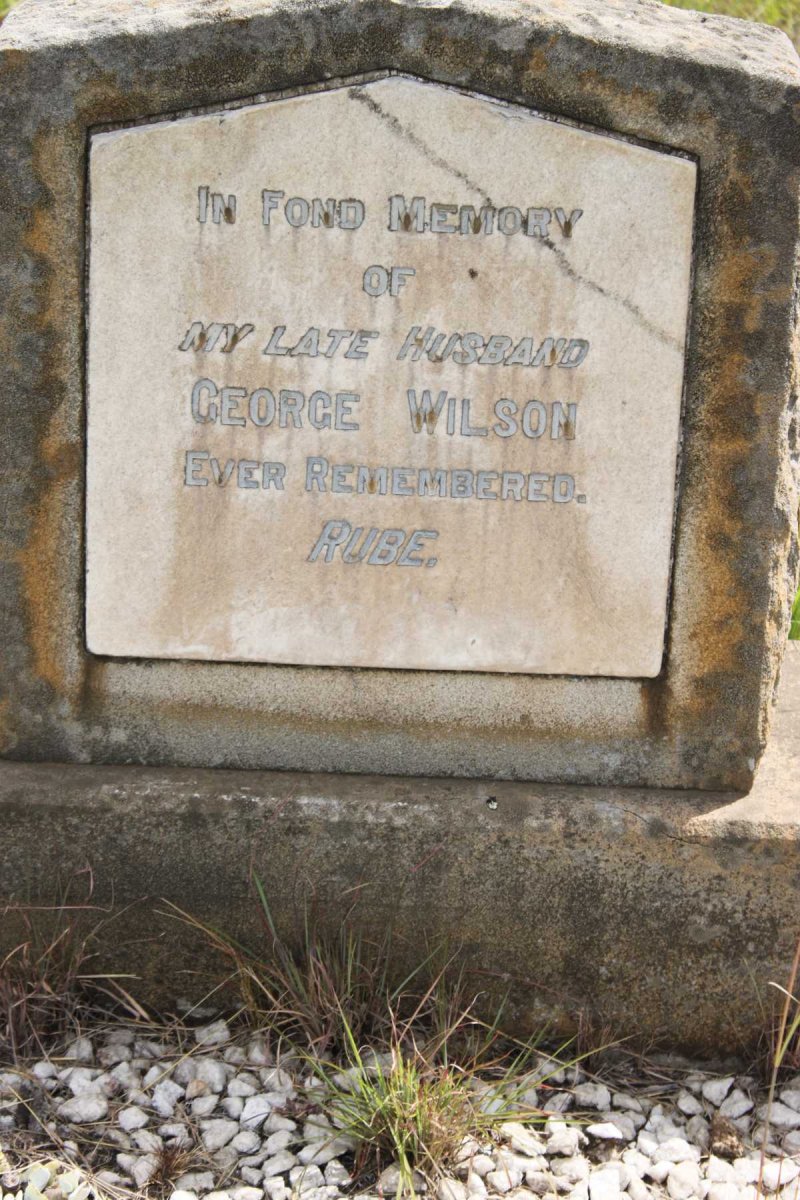 In Fond Memory
of
My Late Husband
George Wilson
Ever Remembered.
Rube.